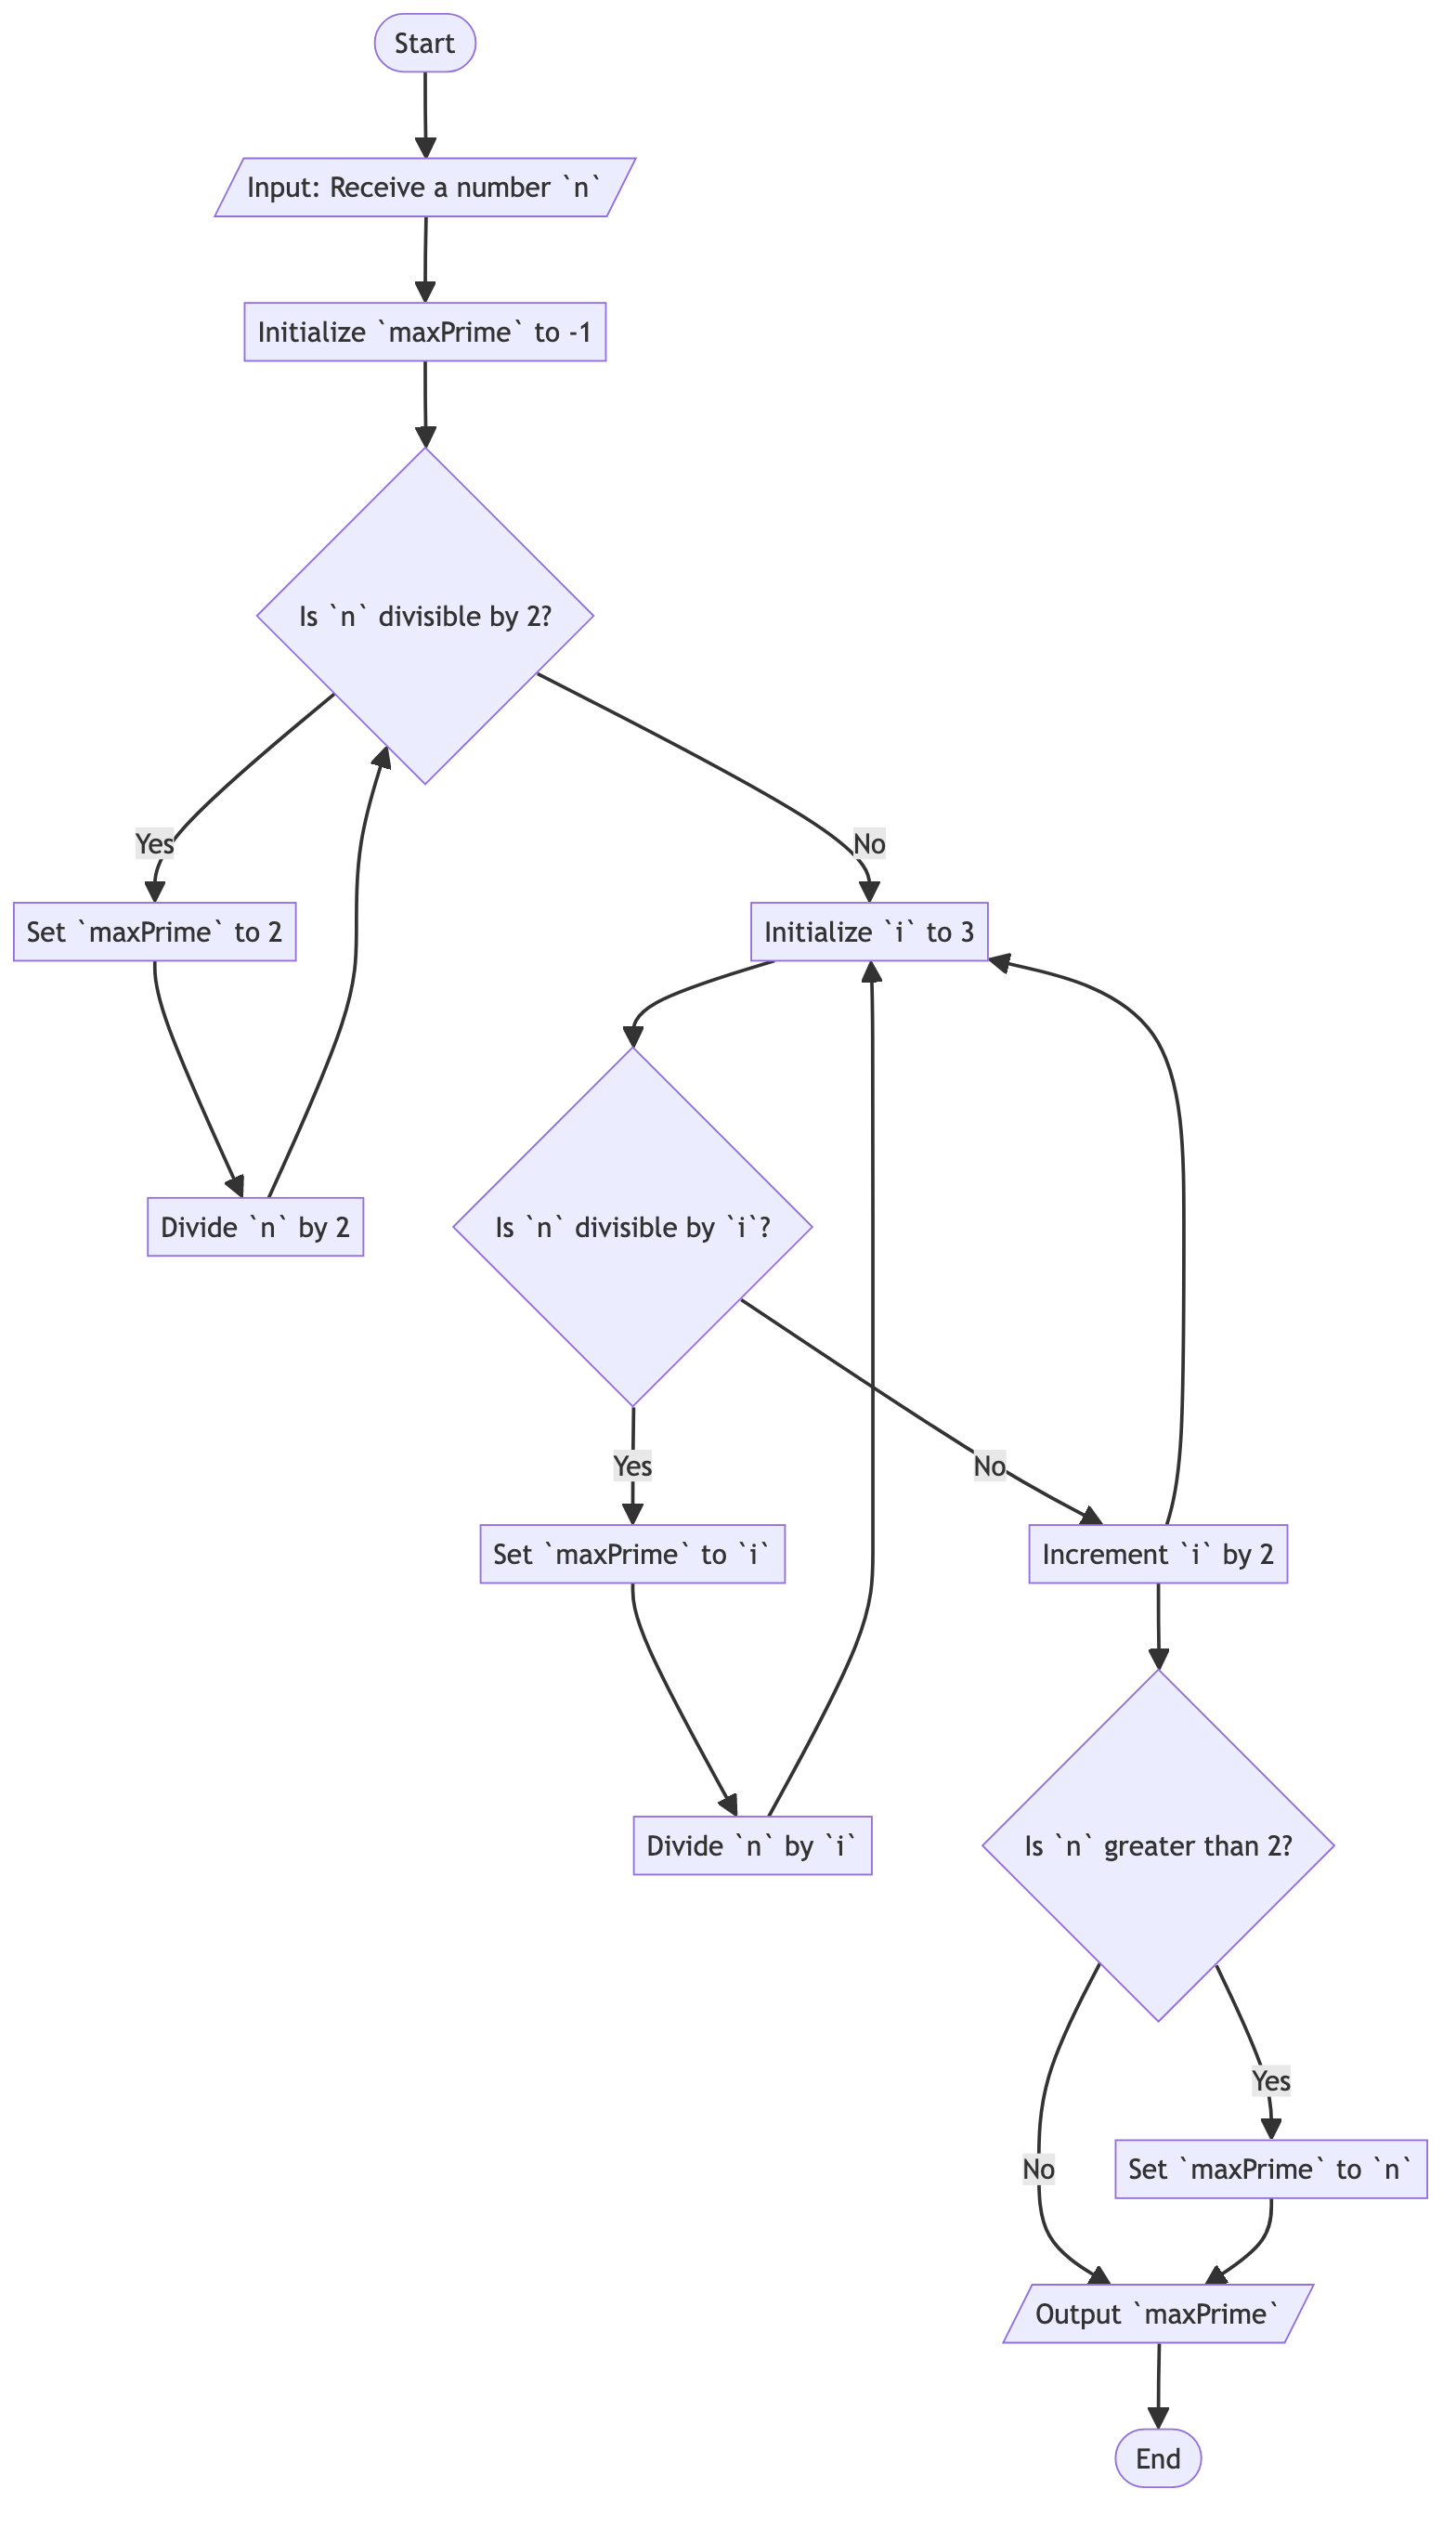 Start
Input: Receive a number `n`
Initialize `maxPrime` to -1
Is `n` divisible by 2?
Yes
No
Set `maxPrime` to 2
Initialize `i` to 3
Divide `n` by 2
Is `n` divisible by `i`?
Yes
No
Set `maxPrime` to `i`
Increment `i` by 2
Divide `n` by `i`
Is `n` greater than 2?
Yes
No
Set `maxPrime` to `n`
Output `maxPrime`
End